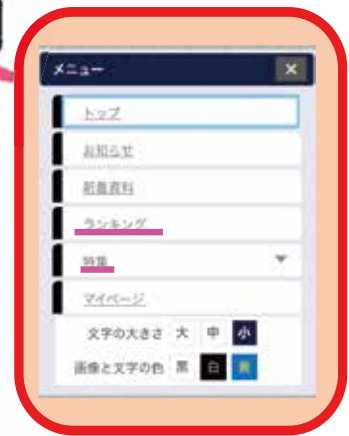 メニュー ×
トップ
お知らせ
新着資料
ランキング
特集 ▼
マイページ
文字の大きさ 大 中 小
画像と文字の色 黒 白 黄